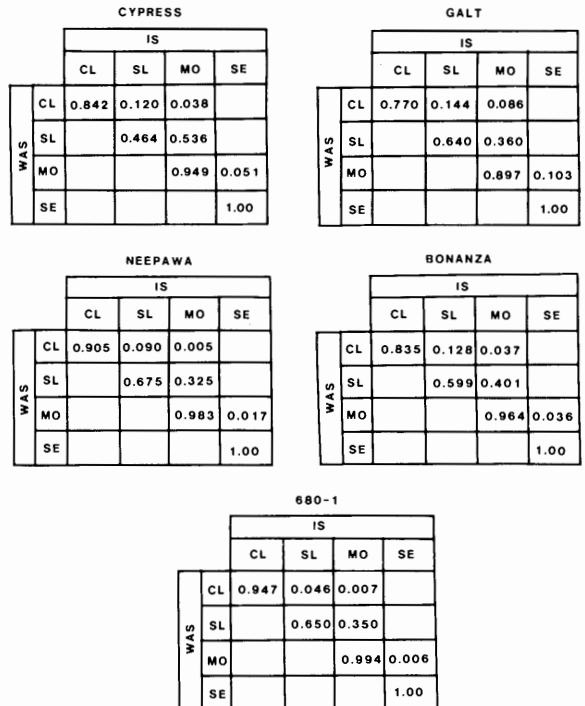 CYPRESS
IS
CL SL MO SE
WAS
CL 0.842 0.120 0.038
SL 0.464 0.536
MO 0.949 0.051
SE 1.00
GALT
IS
CL SL MO SE
WAS
CL 0.770 0.144 0.086
SL 0.640 0.360
MO 0.897 0.103
SE 1.00
NEEPAWA
IS
CL SL MO SE
WAS
CL 0.905 0.090 0.005
SL 0.675 0.325
MO 0.983 0.017
SE 1.00
BONANZA
IS
CL SL MO SE
WAS
CL 0.835 0.128 0.037
SL 0.599 0.401
MO 0.964 0.036
SE 1.00
680-1
IS
CL SL MO SE
WAS
CL 0.947 0.046 0.007
SL 0.650 0.350
MO 0.994 0.006
SE 1.00